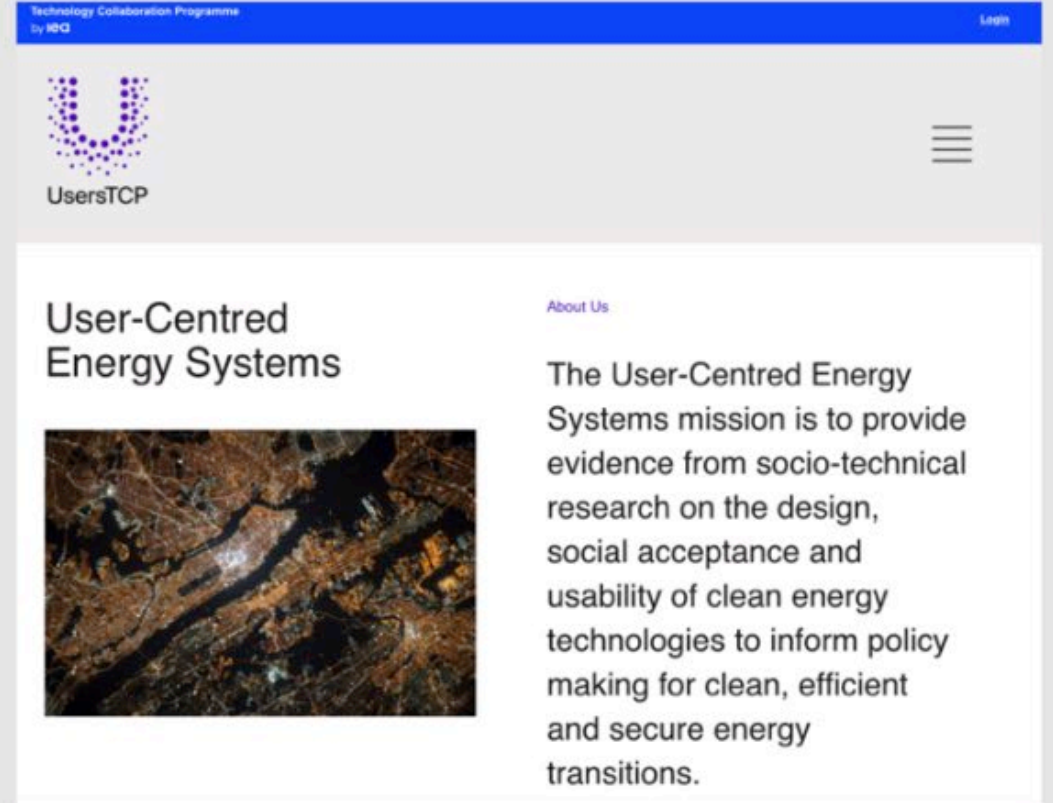 Technology Collaboration Programme
by iea
Login
UsersTCP
User-Centred
Energy Systems
About Us
The User-Centred Energy
Systems mission is to provide
evidence from socio-technical
research on the design,
social acceptance and
usability of clean energy
technologies to inform policy
making for clean, efficient
and secure energy
transitions.